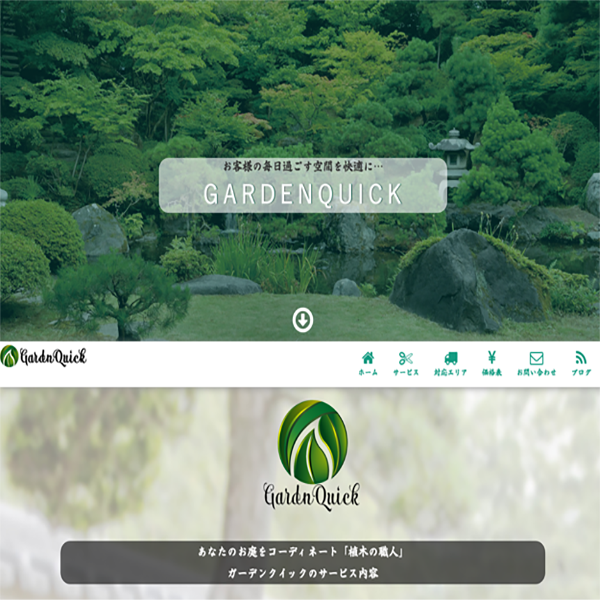 お客様の毎日過ごす空間を快適に…
GARDENQUICK
GardnQuick
ホーム サービス 対応エリア 価格表 お問い合わせ ブログ
GardnQuick
あなたのお庭をコーディネート「植木の職人」
ガーデンクイックのサービス内容